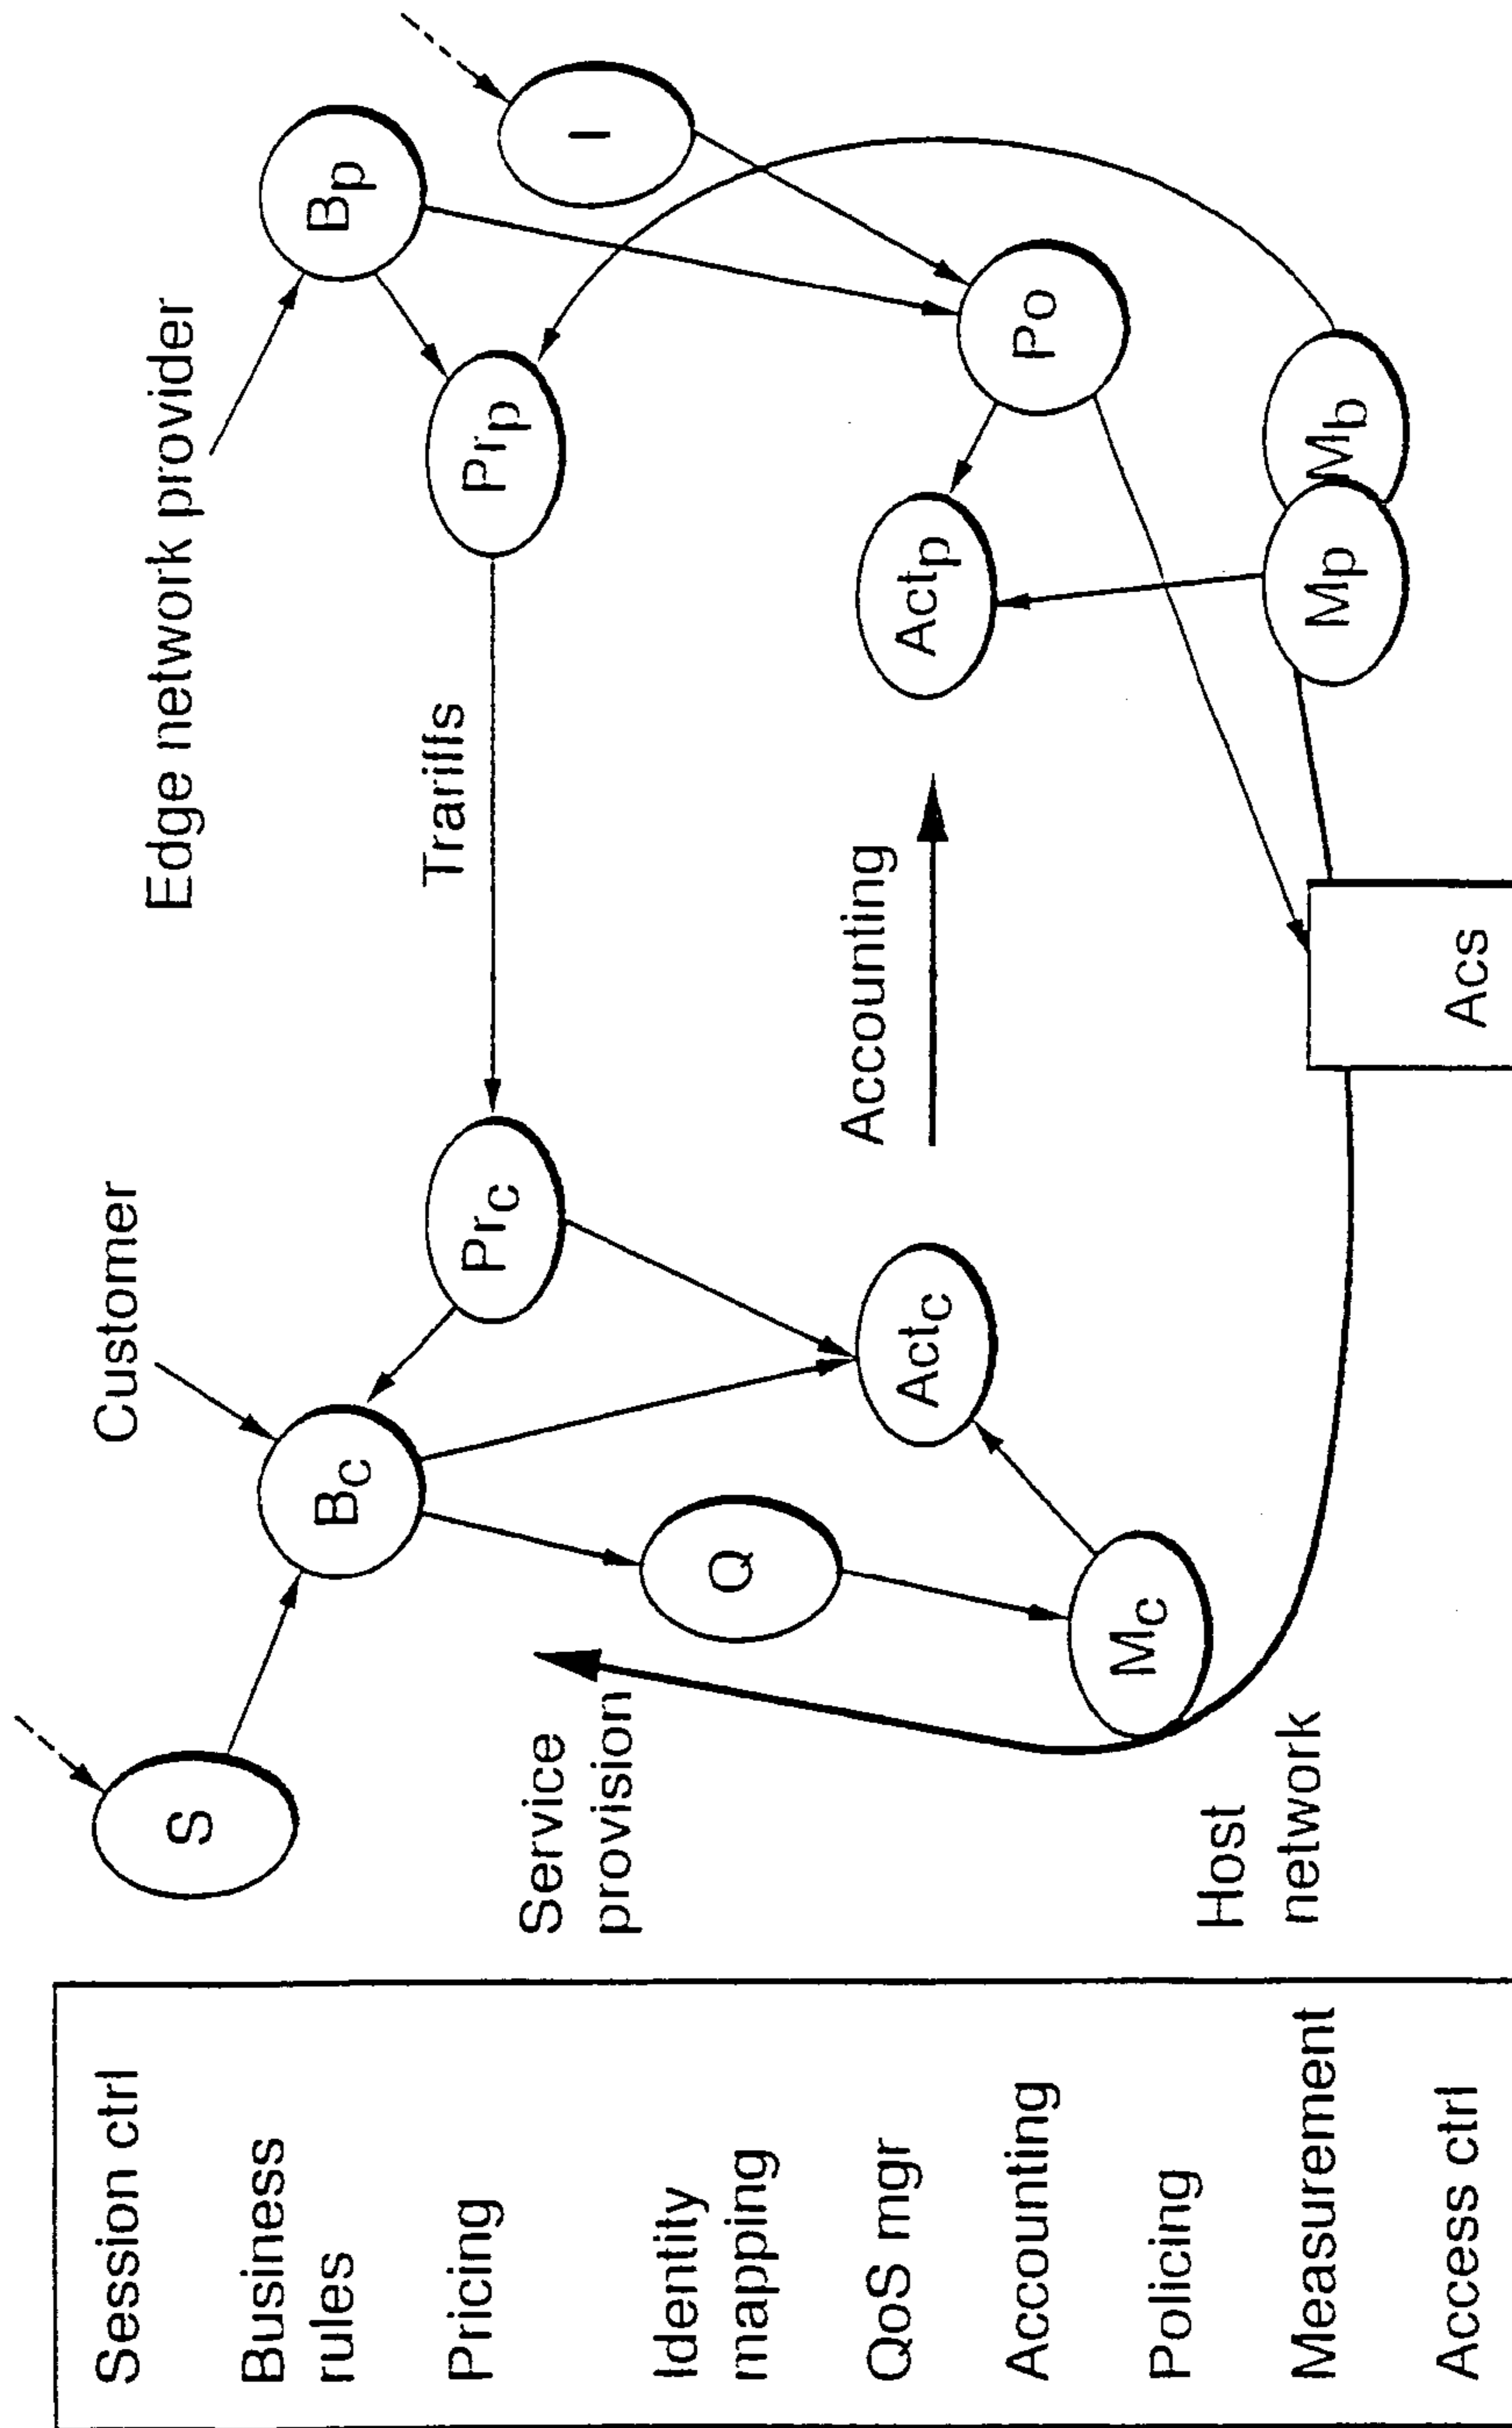 Session ctrl
Business
rules
Pricing
Identity
mapping
QoS mgr
Accounting
Policing
Measurement
Access ctrl
S
Customer
Edge network provider
Bc
Bp
Prc
Trariffs
Prp
I
Service
provision
Q
Accounting
Actc
Actp
Po
Mc
Host
network
Mp
Mb
Acs